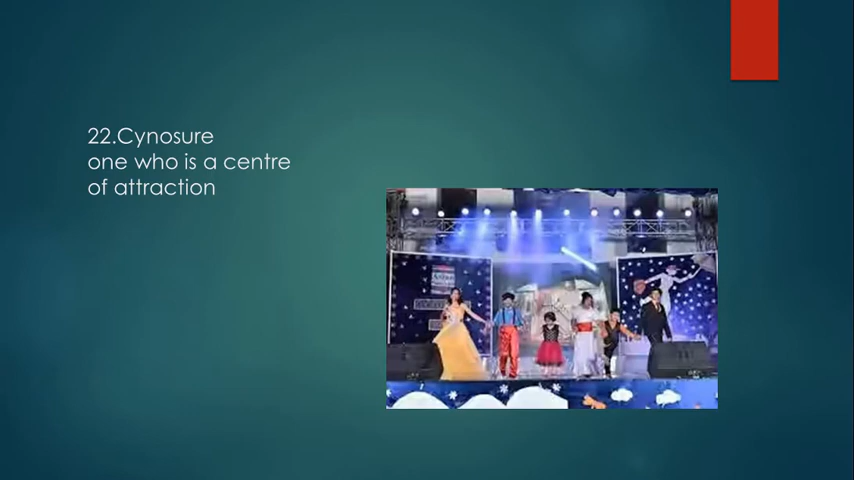 22.Cynosure
one who is a centre
of attraction